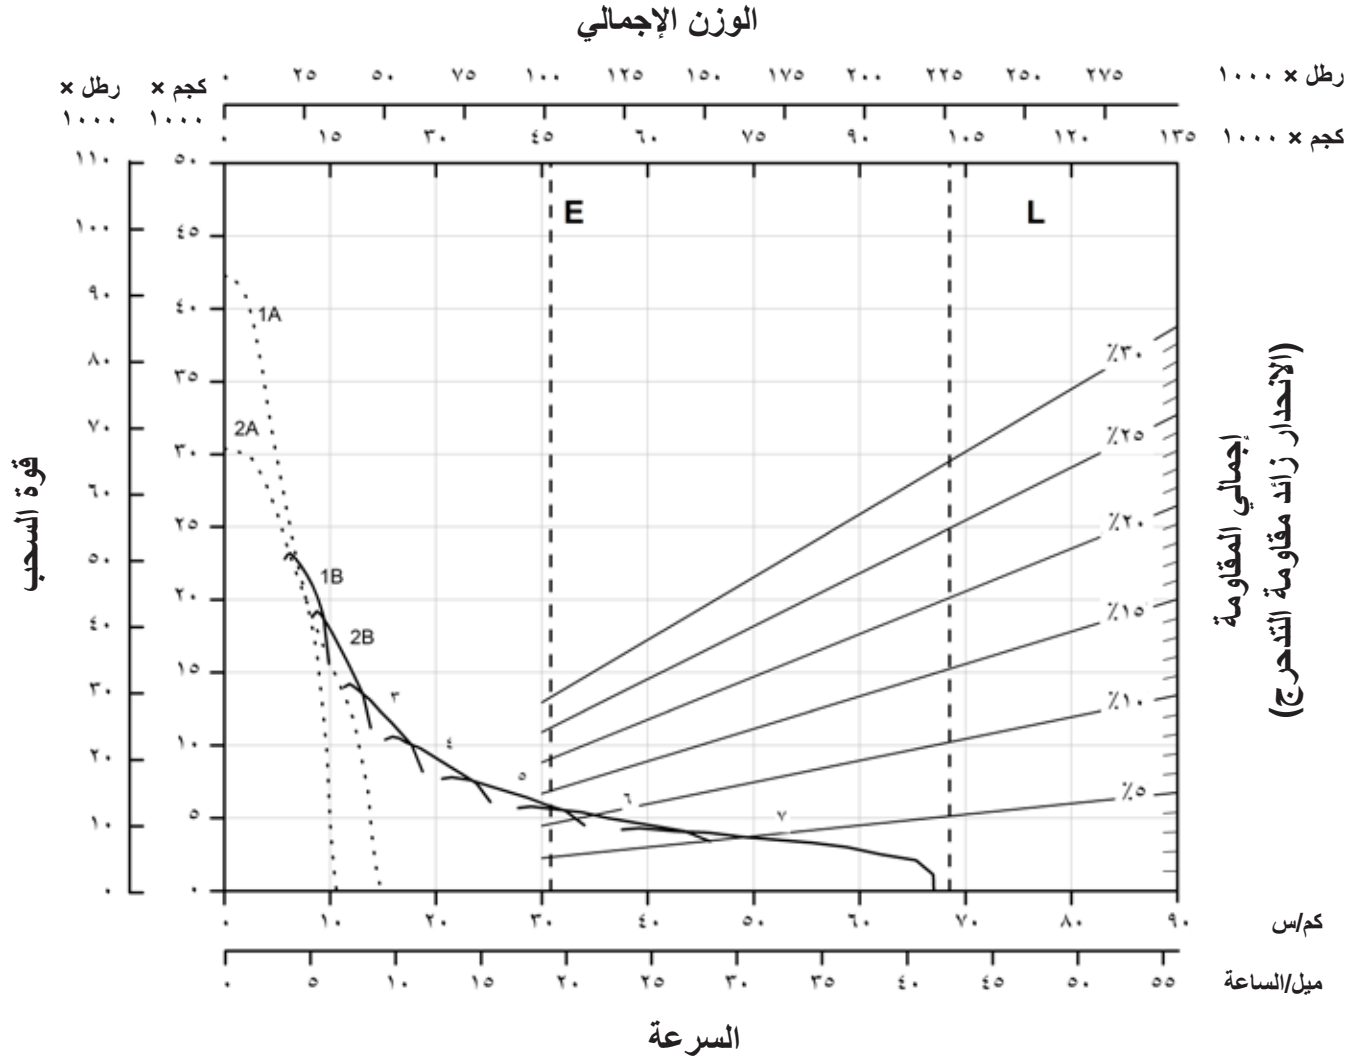 الوزن الإجمالي
٠ ٢٥ ٥٠ ٧٥ ١٠٠ ١٢٥ ١٥٠ ١٧٥ ٢٠٠ ٢٢٥ ٢٥٠ ٢٧٥
رطل × ١٠٠٠
٠ ١٥ ٣٠ ٤٥ ٦٠ ٧٥ ٩٠ ١٠٥ ١٢٠ ١٣٥
كجم × ١٠٠٠
رطل ×
١٠٠٠
كجم ×
١٠٠٠
١١٠
١٠٠
٩٠
٨٠
٧٠
٦٠
٥٠
٤٠
٣٠
٢٠
١٠
٠
٥٠
٤٥
٤٠
٣٥
٣٠
٢٥
٢٠
١٥
١٠
٥
٠
قوة السحب
E
L
1A
2A
1B
2B
٣
٤
٥
٦
٧
٪٣٠
٪٢٥
٪٢٠
٪١٥
٪١٠
٪٥
إجمالي المقاومة
(الانحدار زائد مقاومة التدحرج)
٠ ١٠ ٢٠ ٣٠ ٤٠ ٥٠ ٦٠ ٧٠ ٨٠ ٩٠
كم/س
٠ ٥ ١٠ ١٥ ٢٠ ٢٥ ٣٠ ٣٥ ٤٠ ٤٥ ٥٠ ٥٥
ميل/الساعة
السرعة